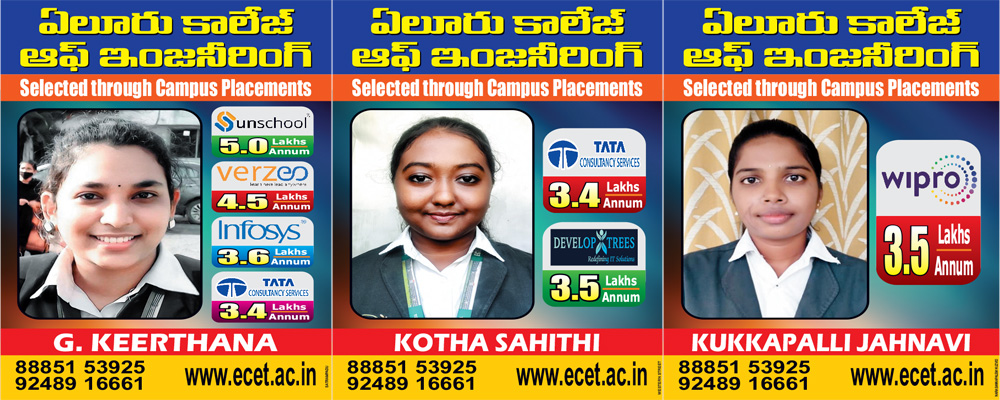 ఏలూరు కాలేజ్
ఆఫ్ ఇంజనీరింగ్
Selected through Campus Placements
Sunschool
5.0 Lakhs Annum
verzeo
4.5 Lakhs Annum
Infosys
3.6 Lakhs Annum
TATA
CONSULTANCY SERVICES
3.4 Lakhs Annum
G. KEERTHANA
88851 53925
92489 16661
www.ecet.ac.in
ఏలూరు కాలేజ్
ఆఫ్ ఇంజనీరింగ్
Selected through Campus Placements
TATA
CONSULTANCY SERVICES
3.4 Lakhs Annum
DEVELOP TREES
Redefining IT Solutions
3.5 Lakhs Annum
KOTHA SAHITHI
88851 53925
92489 16661
www.ecet.ac.in
ఏలూరు కాలేజ్
ఆఫ్ ఇంజనీరింగ్
Selected through Campus Placements
wipro
3.5 Lakhs Annum
KUKKAPALLI JAHNAVI
88851 53925
92489 16661
www.ecet.ac.in